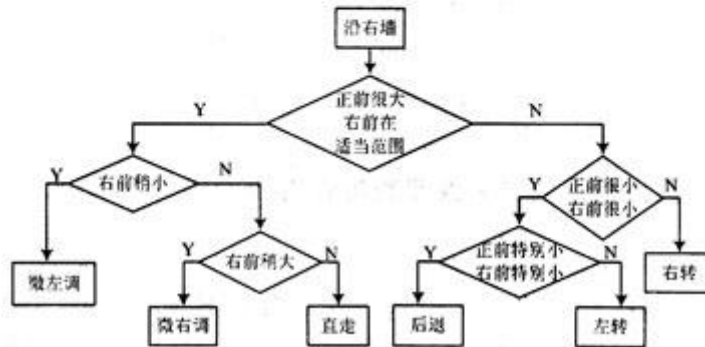 沿右墙
正前很大
右前在
适当范围
Y
N
右前稍小
Y
N
正前很小
右前很小
Y
N
右前稍大
Y
N
正前特别小
右前特别小
Y
N
微左调
微右调
直走
后退
左转
右转